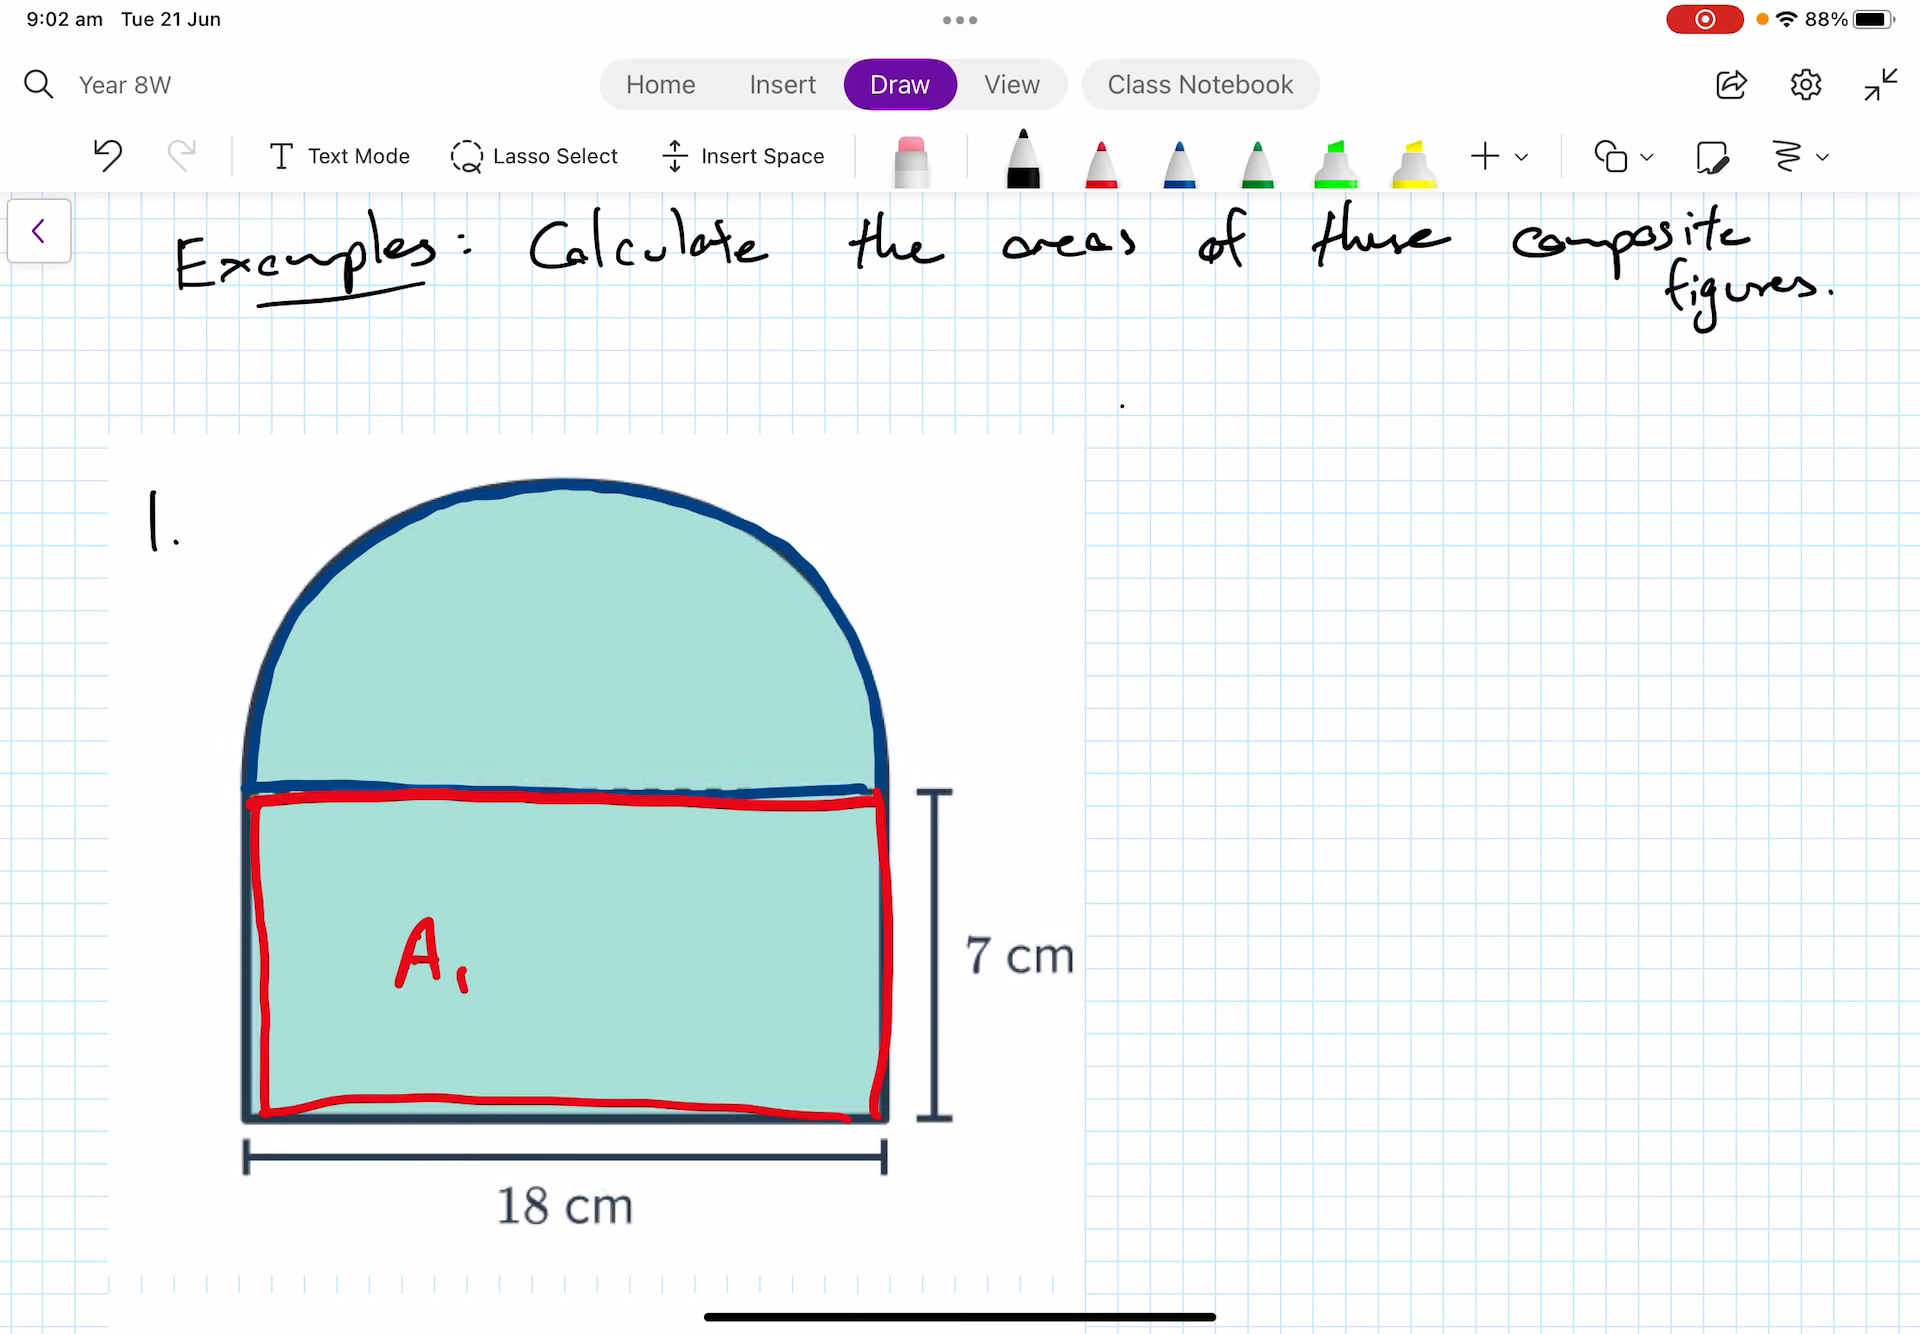 9:02 am Tue 21 Jun
88%
Year 8W
Home Insert Draw View Class Notebook
Text Mode Lasso Select Insert Space
Examples: Calculate the areas of these composite
figures.
1.
A₁
7 cm
18 cm